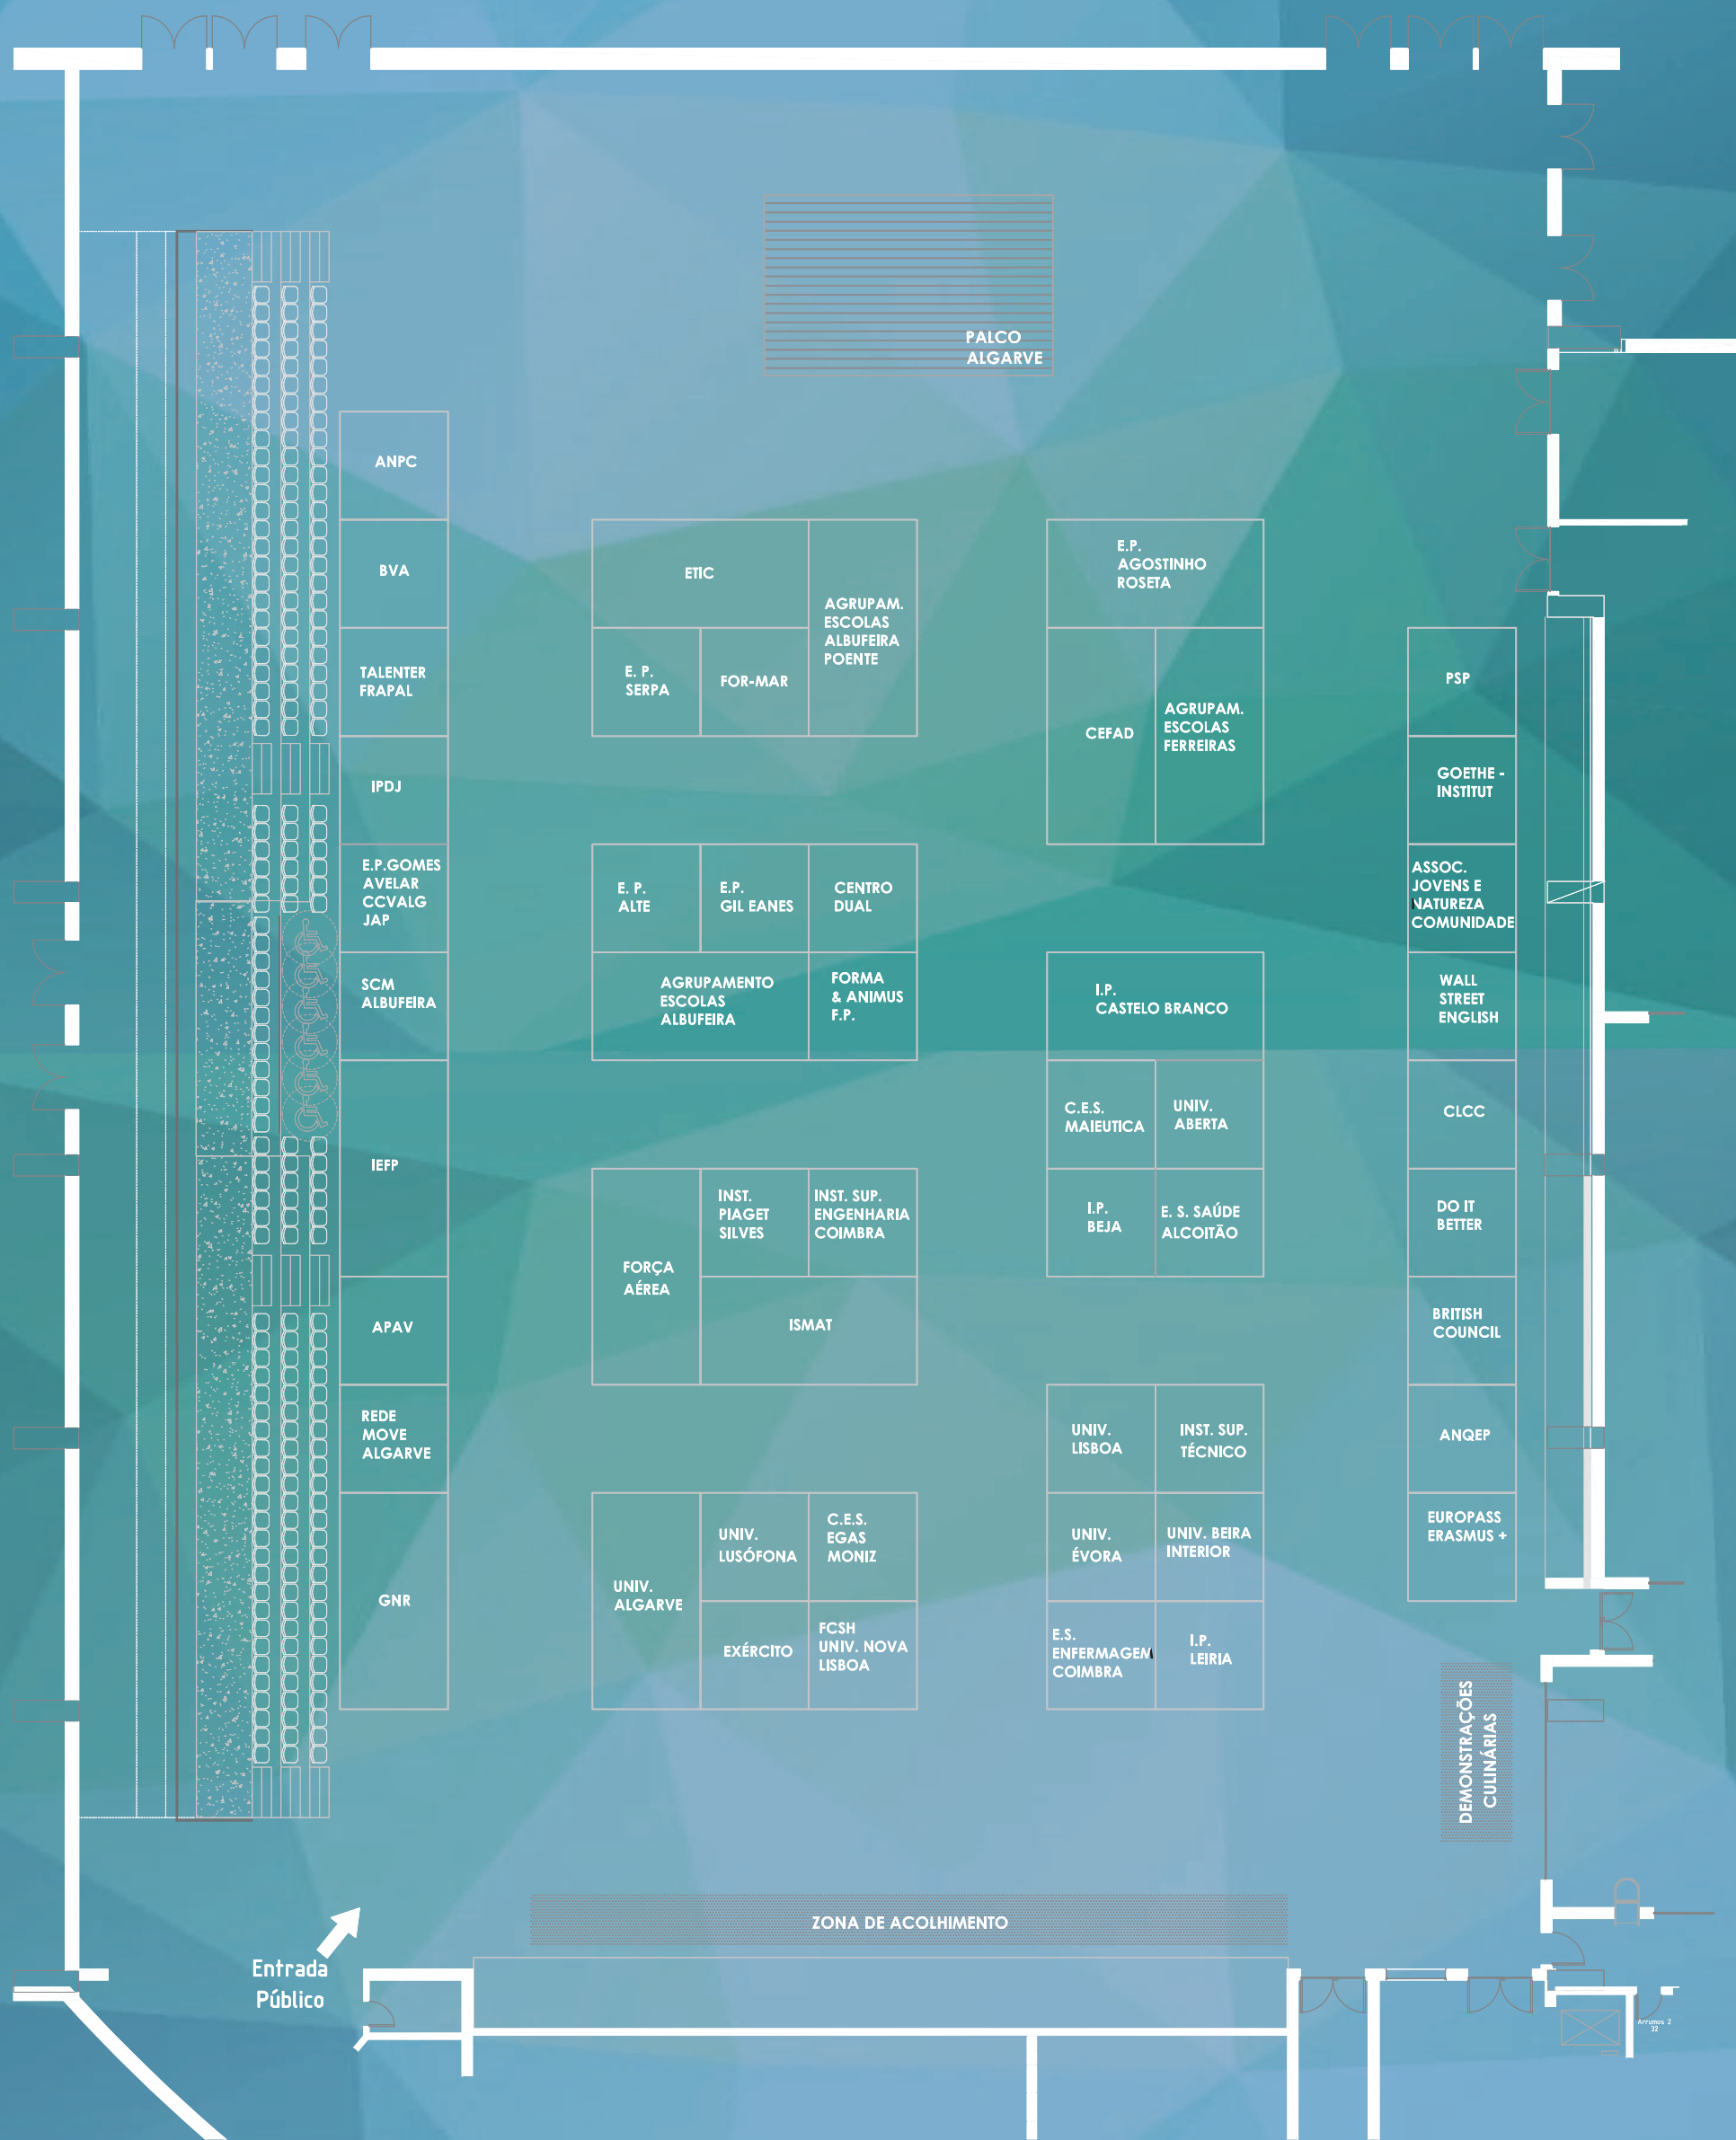 PALCO
ALGARVE
ANPC
BVA
TALENTER
FRAPAL
IPDJ
E.P.GOMES
AVELAR
CCVALG
JAP
SCM
ALBUFEIRA
IEFP
APAV
REDE
MOVE
ALGARVE
GNR
ETIC
AGRUPAM.
ESCOLAS
ALBUFEIRA
POENTE
E. P.
SERPA
FOR-MAR
E. P.
ALTE
E.P.
GIL EANES
CENTRO
DUAL
AGRUPAMENTO
ESCOLAS
ALBUFEIRA
FORMA
& ANIMUS
F.P.
FORÇA
AÉREA
INST.
PIAGET
SILVES
INST. SUP.
ENGENHARIA
COIMBRA
ISMAT
UNIV.
ALGARVE
UNIV.
LUSÓFONA
C.E.S.
EGAS
MONIZ
EXÉRCITO
FCSH
UNIV. NOVA
LISBOA
E.P.
AGOSTINHO
ROSETA
CEFAD
AGRUPAM.
ESCOLAS
FERREIRAS
I.P.
CASTELO BRANCO
C.E.S.
MAIEUTICA
UNIV.
ABERTA
I.P.
BEJA
E. S. SAÚDE
ALCOITÃO
UNIV.
LISBOA
INST. SUP.
TÉCNICO
UNIV.
ÉVORA
UNIV. BEIRA
INTERIOR
E.S.
ENFERMAGEM
COIMBRA
I.P.
LEIRIA
PSP
GOETHE -
INSTITUT
ASSOC.
JOVENS E
NATUREZA
COMUNIDADE
WALL
STREET
ENGLISH
CLCC
DO IT
BETTER
BRITISH
COUNCIL
ANQEP
EUROPASS
ERASMUS +
DEMONSTRAÇÕES
CULINÁRIAS
ZONA DE ACOLHIMENTO
Entrada
Público
Arrumos 2
32